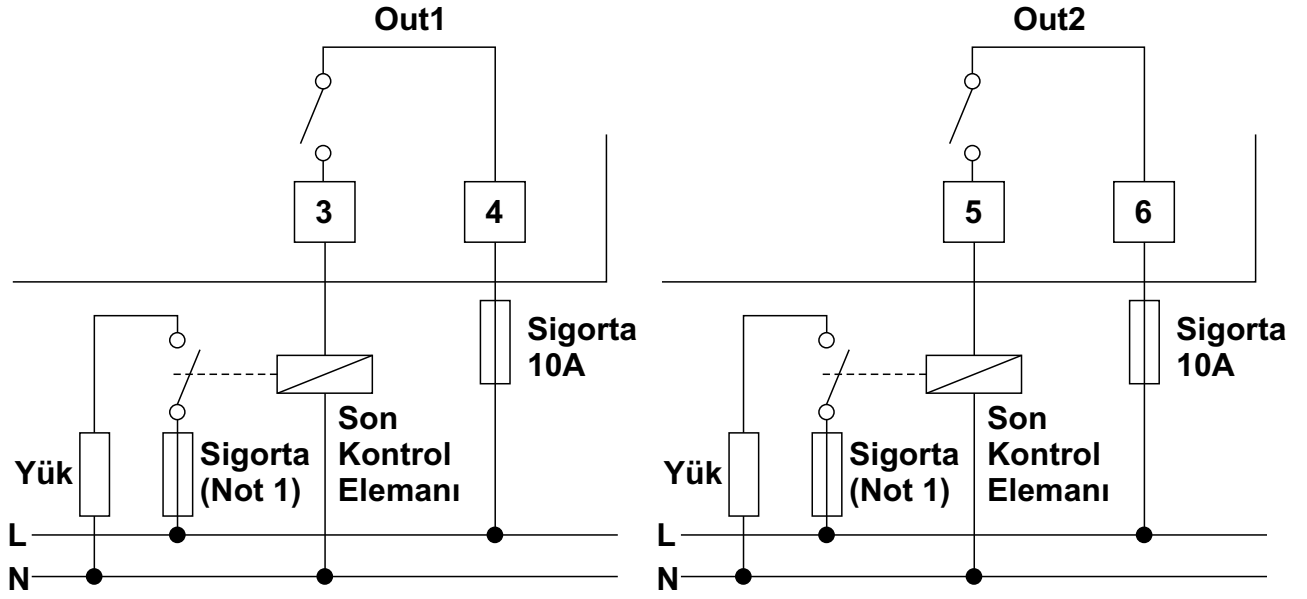 Out1
3
4
Sigorta
10A
Son
Kontrol
Elemanı
Sigorta
(Not 1)
Yük
L
N
Out2
5
6
Sigorta
10A
Son
Kontrol
Elemanı
Sigorta
(Not 1)
Yük
L
N